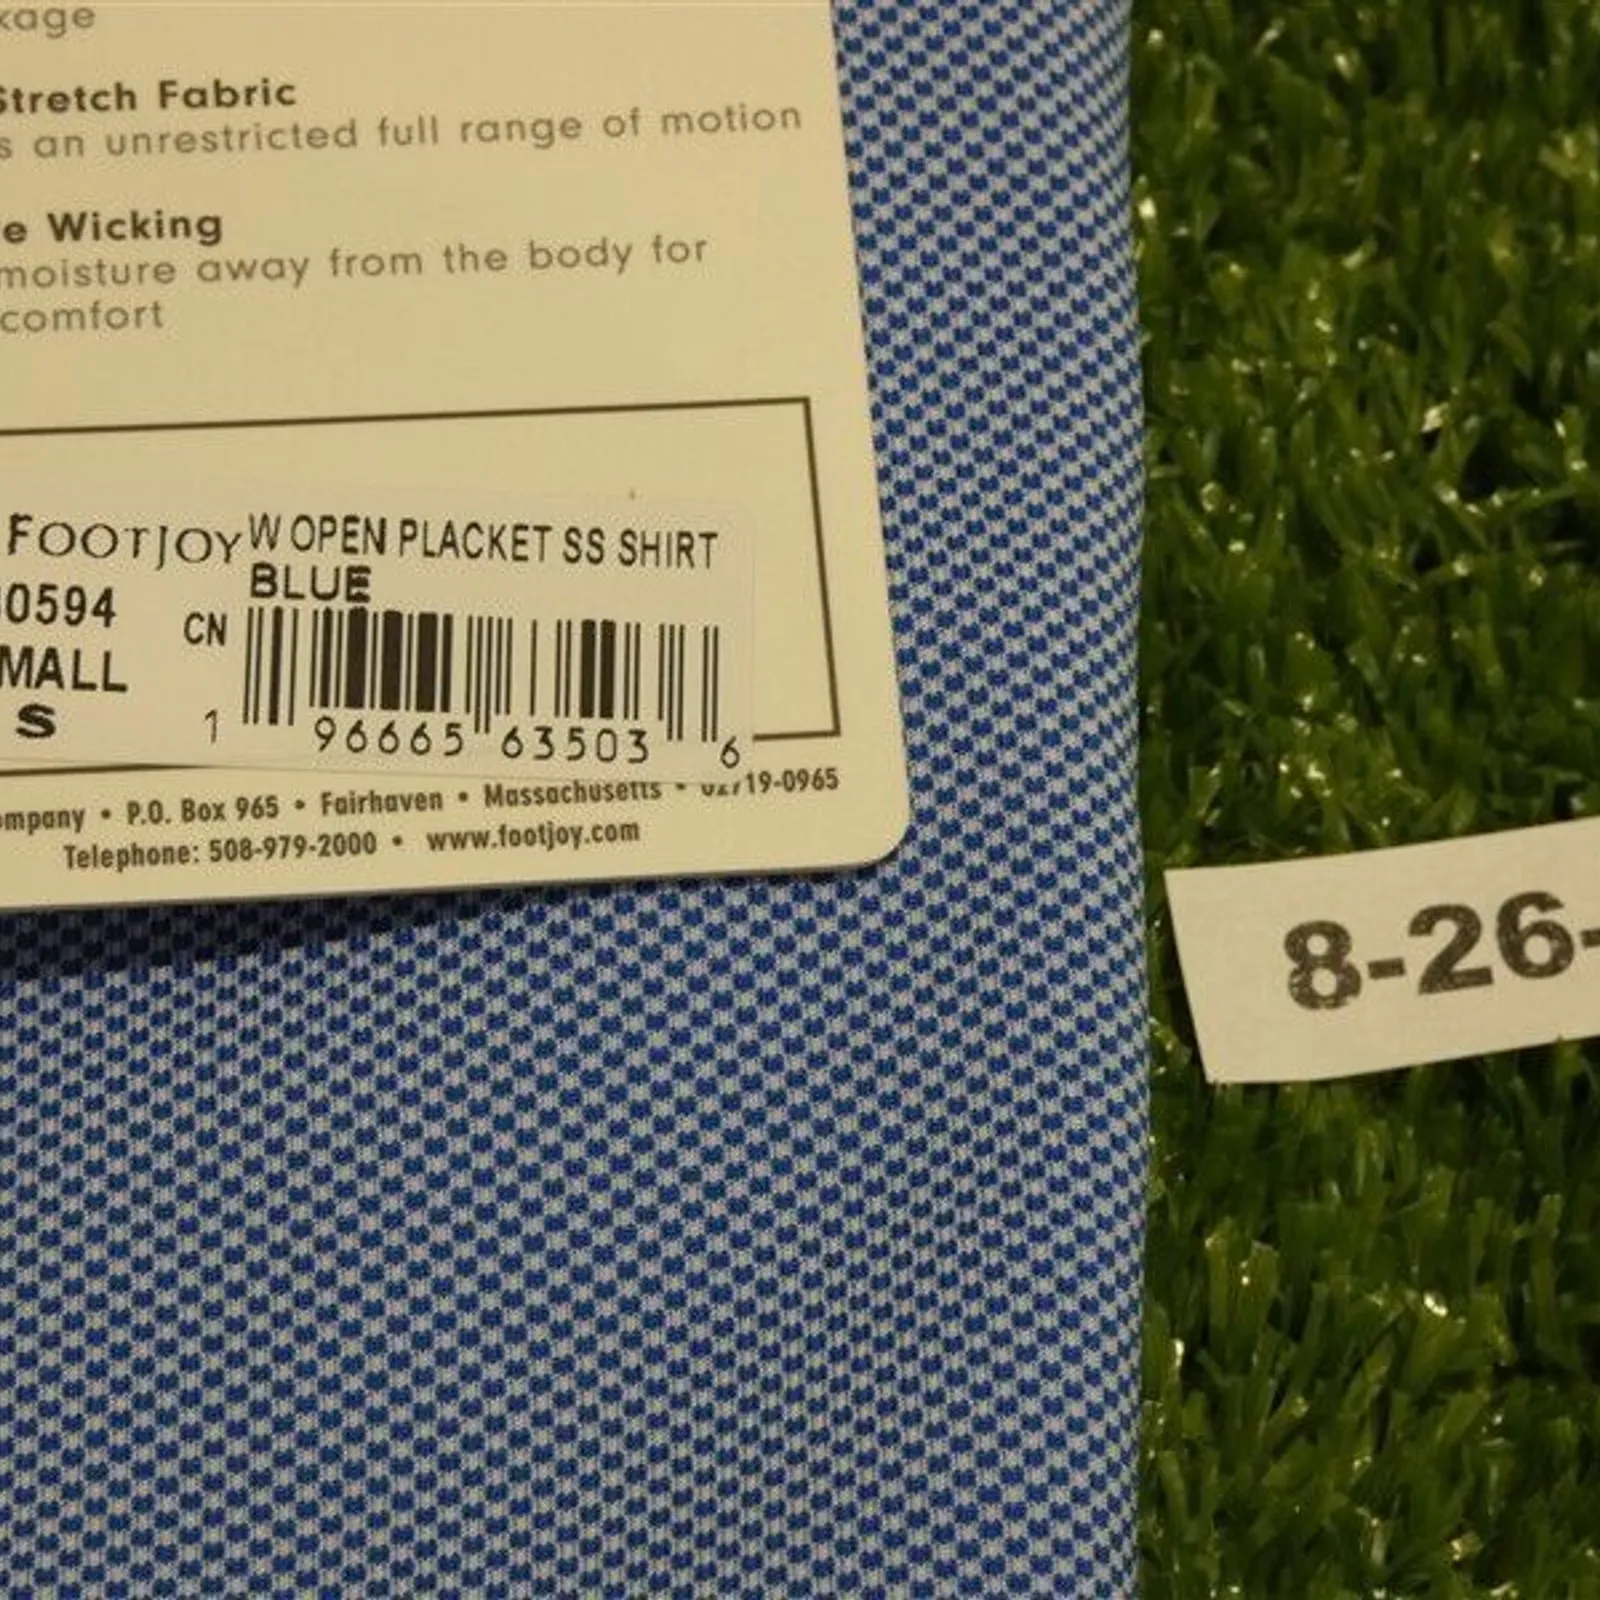 kage
Stretch Fabric
s an unrestricted full range of motion
e Wicking
moisture away from the body for
comfort
FOOTJOY W OPEN PLACKET SS SHIRT
BLUE
0594
CN
MALL
S
1 96665 63503 6
ompany • P.O. Box 965 • Fairhaven • Massachusetts • 02719-0965
Telephone: 508-979-2000 • www.footjoy.com
8-26-